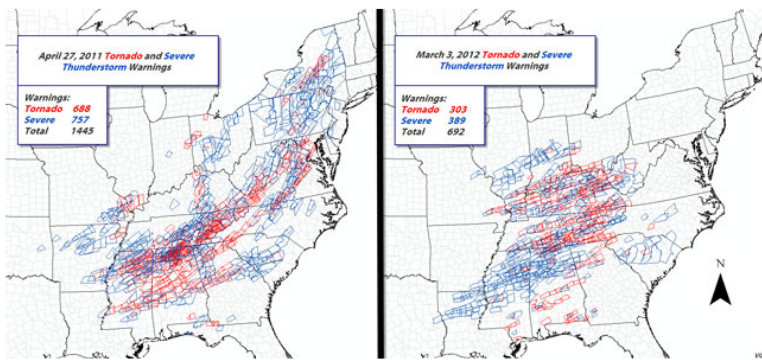 April 27, 2011 Tornado and Severe
Thunderstorm Warnings
Warnings:
Tornado 688
Severe 757
Total 1445
March 3, 2012 Tornado and Severe
Thunderstorm Warnings
Warnings:
Tornado 303
Severe 389
Total 692
N